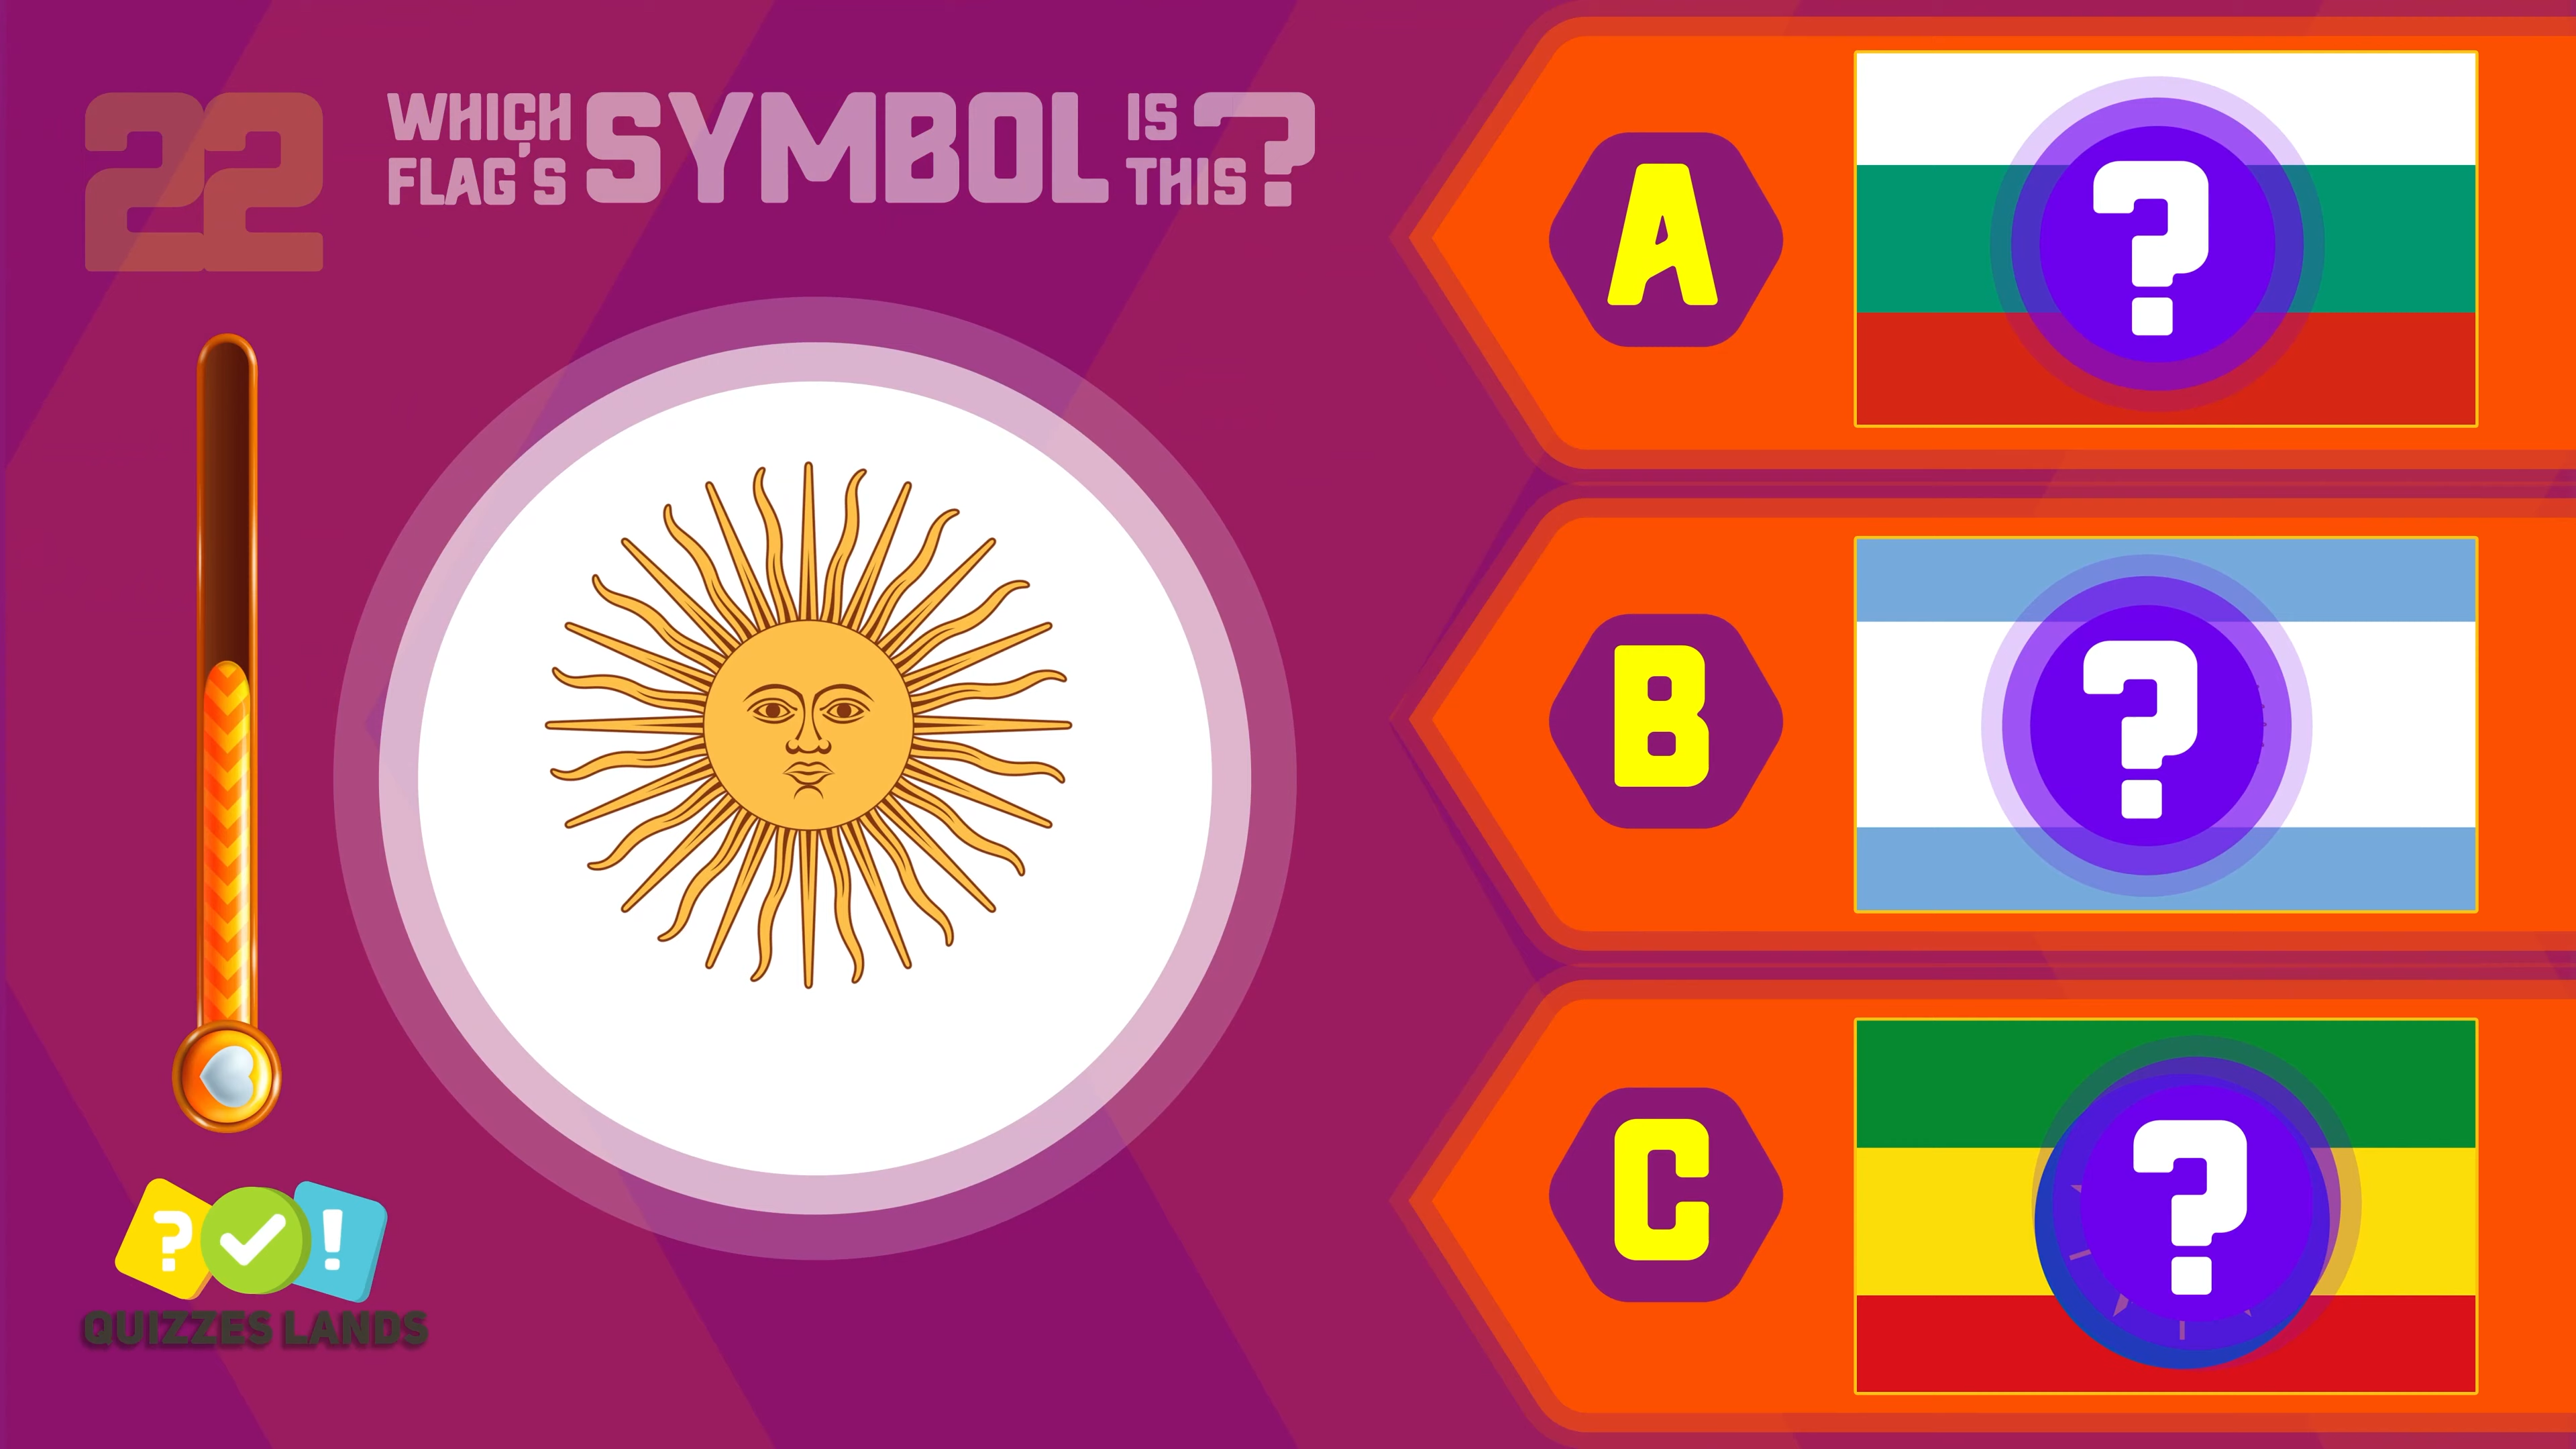 22
WHICH
FLAG'S
SYMBOL
IS
THIS
?
A
?
B
?
C
?
? !
QUIZZES LANDS